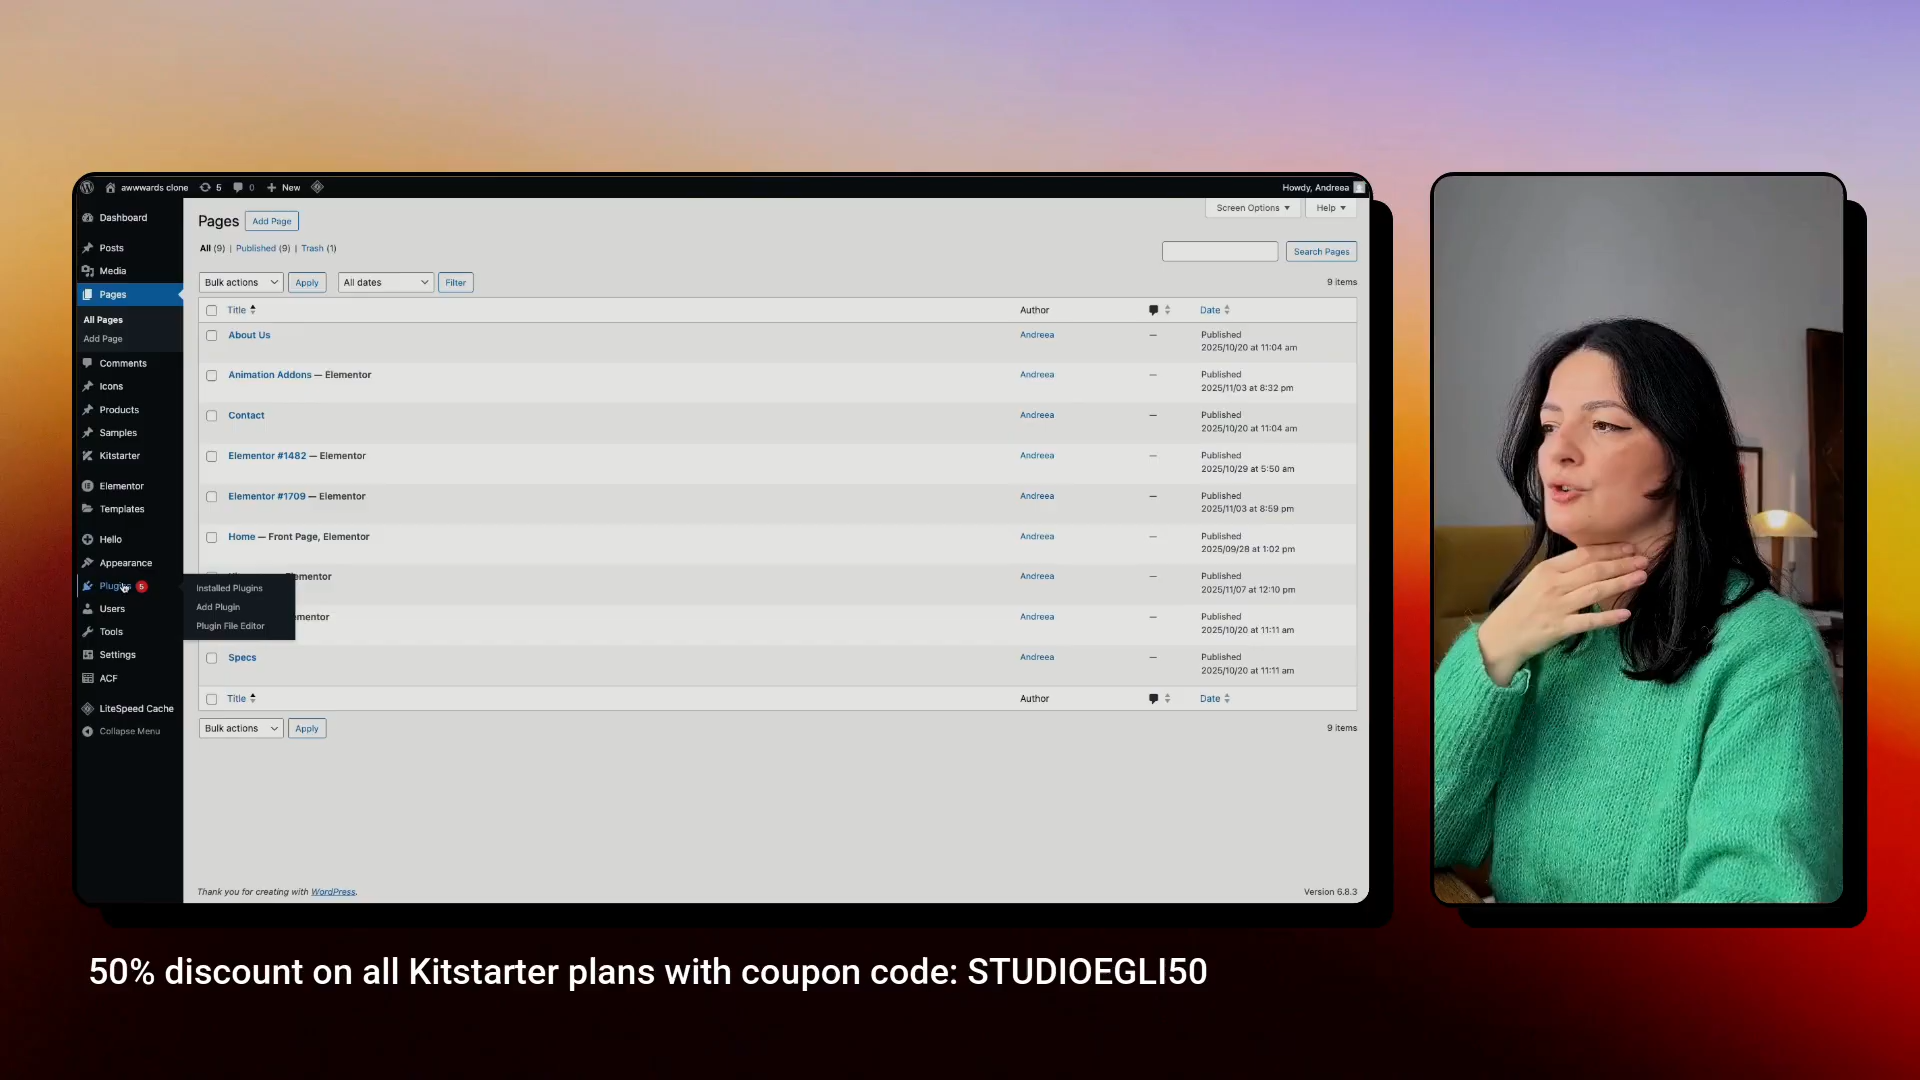 awwwards clone 5 0 New
Howdy, Andreea
Dashboard
Posts
Media
Pages
All Pages
Add Page
Comments
Icons
Products
Samples
Kitstarter
Elementor
Templates
Hello
Appearance
Plugins 5
Users
Tools
Settings
ACF
LiteSpeed Cache
Collapse Menu
Installed Plugins
Add Plugin
Plugin File Editor
Screen Options Help
Pages Add Page
All (9) | Published (9) | Trash (1)
Search Pages
Bulk actions Apply All dates Filter 9 items
Title Author Date
About Us Andreea — Published
2025/10/20 at 11:04 am
Animation Addons — Elementor Andreea — Published
2025/11/03 at 8:32 pm
Contact Andreea — Published
2025/10/20 at 11:04 am
Elementor #1482 — Elementor Andreea — Published
2025/10/29 at 5:50 am
Elementor #1709 — Elementor Andreea — Published
2025/11/03 at 8:59 pm
Home — Front Page, Elementor Andreea — Published
2025/09/28 at 1:02 pm
ementor Andreea — Published
2025/11/07 at 12:10 pm
mentor Andreea — Published
2025/10/20 at 11:11 am
Specs Andreea — Published
2025/10/20 at 11:11 am
Title Author Date
Bulk actions Apply 9 items
Thank you for creating with WordPress.
Version 6.8.3
50% discount on all Kitstarter plans with coupon code: STUDIOEGLI50